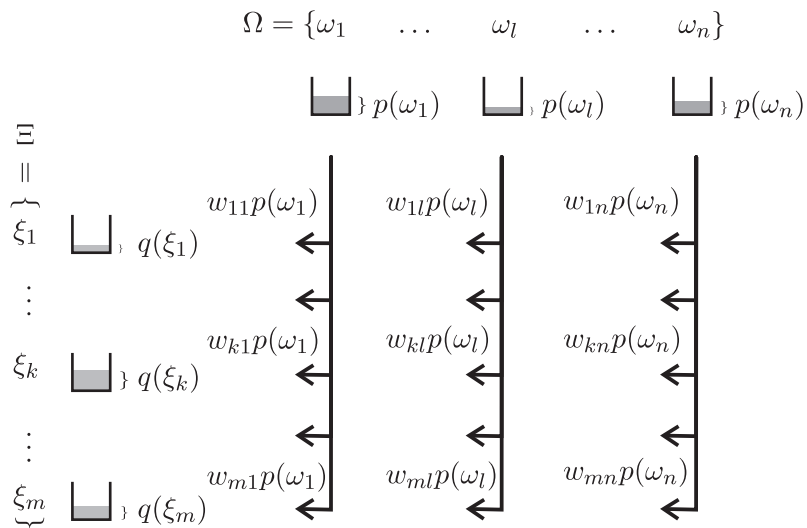 Ω = {ω₁ … ωₗ … ωₙ}
} p(ω₁) } p(ωₗ) } p(ωₙ)
Ξ
=
{
w₁₁p(ω₁) w₁ₗp(ωₗ) w₁ₙp(ωₙ)
ξ₁ } q(ξ₁)
⋮
wₖ₁p(ω₁) wₖₗp(ωₗ) wₖₙp(ωₙ)
ξₖ } q(ξₖ)
⋮
wₘ₁p(ω₁) wₘₗp(ωₗ) wₘₙp(ωₙ)
ξₘ } q(ξₘ)
}